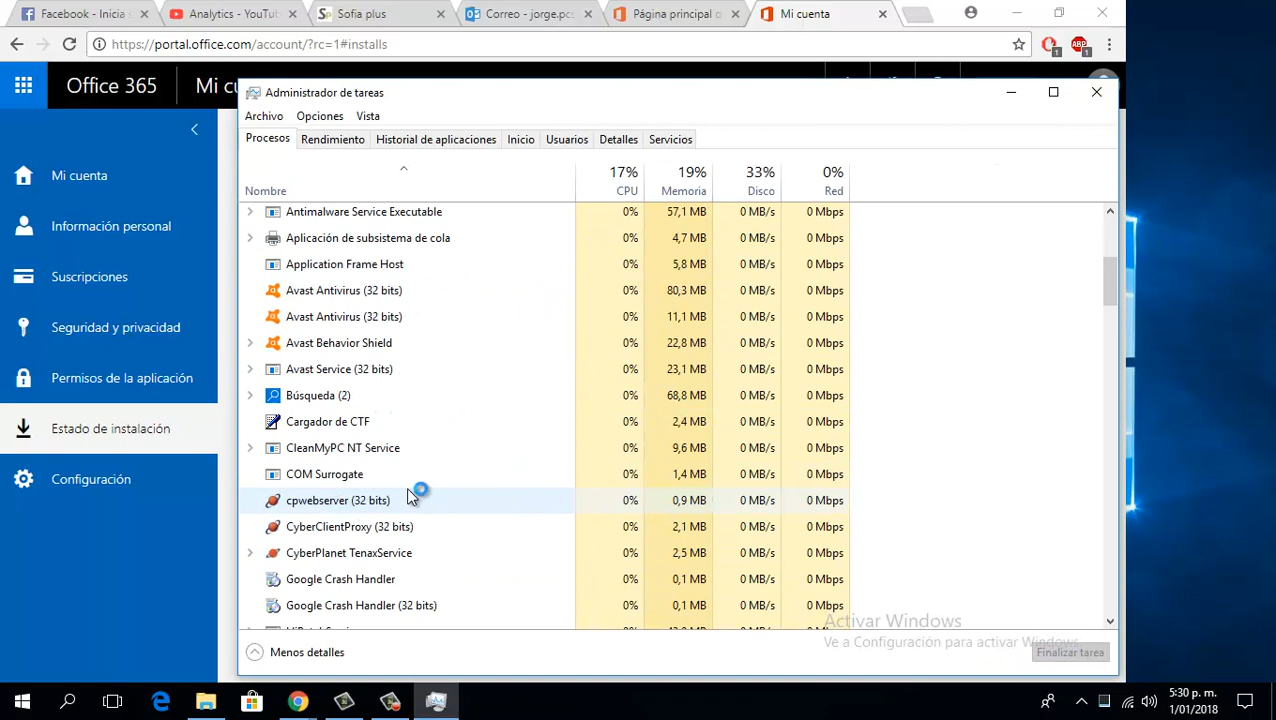 Facebook - Inicia s
Analytics - YouTub
Sofia plus
Correo - jorge.pcs
Página principal o
Mi cuenta
https://portal.office.com/account/?rc=1#installs
Office 365
Mi cu
Mi cuenta
Información personal
Suscripciones
Seguridad y privacidad
Permisos de la aplicación
Estado de instalación
Configuración
Administrador de tareas
Archivo Opciones Vista
Procesos Rendimiento Historial de aplicaciones Inicio Usuarios Detalles Servicios
17% 19% 33% 0%
Nombre CPU Memoria Disco Red
Antimalware Service Executable 0% 57,1 MB 0 MB/s 0 Mbps
Aplicación de subsistema de cola 0% 4,7 MB 0 MB/s 0 Mbps
Application Frame Host 0% 5,8 MB 0 MB/s 0 Mbps
Avast Antivirus (32 bits) 0% 80,3 MB 0 MB/s 0 Mbps
Avast Antivirus (32 bits) 0% 11,1 MB 0 MB/s 0 Mbps
Avast Behavior Shield 0% 22,8 MB 0 MB/s 0 Mbps
Avast Service (32 bits) 0% 23,1 MB 0 MB/s 0 Mbps
Búsqueda (2) 0% 68,8 MB 0 MB/s 0 Mbps
Cargador de CTF 0% 2,4 MB 0 MB/s 0 Mbps
CleanMyPC NT Service 0% 9,6 MB 0 MB/s 0 Mbps
COM Surrogate 0% 1,4 MB 0 MB/s 0 Mbps
cpwebserver (32 bits) 0% 0,9 MB 0 MB/s 0 Mbps
CyberClientProxy (32 bits) 0% 2,1 MB 0 MB/s 0 Mbps
CyberPlanet TenaxService 0% 2,5 MB 0 MB/s 0 Mbps
Google Crash Handler 0% 0,1 MB 0 MB/s 0 Mbps
Google Crash Handler (32 bits) 0% 0,1 MB 0 MB/s 0 Mbps
Activar Windows
Ve a Configuración para activar Windows.
Menos detalles
Finalizar tarea
5:30 p. m.
1/01/2018